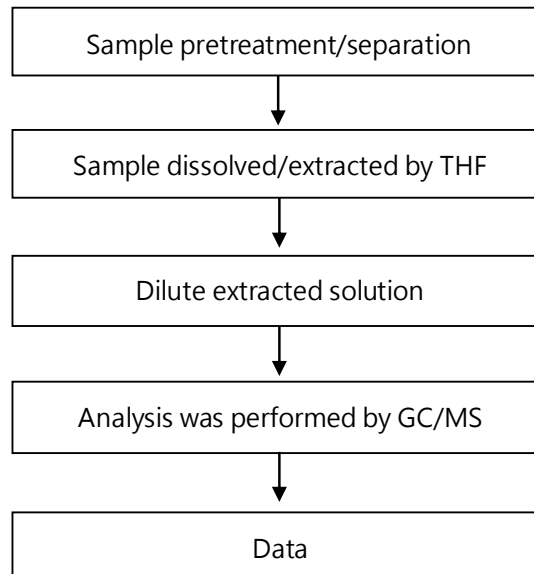 Sample pretreatment/separation
Sample dissolved/extracted by THF
Dilute extracted solution
Analysis was performed by GC/MS
Data